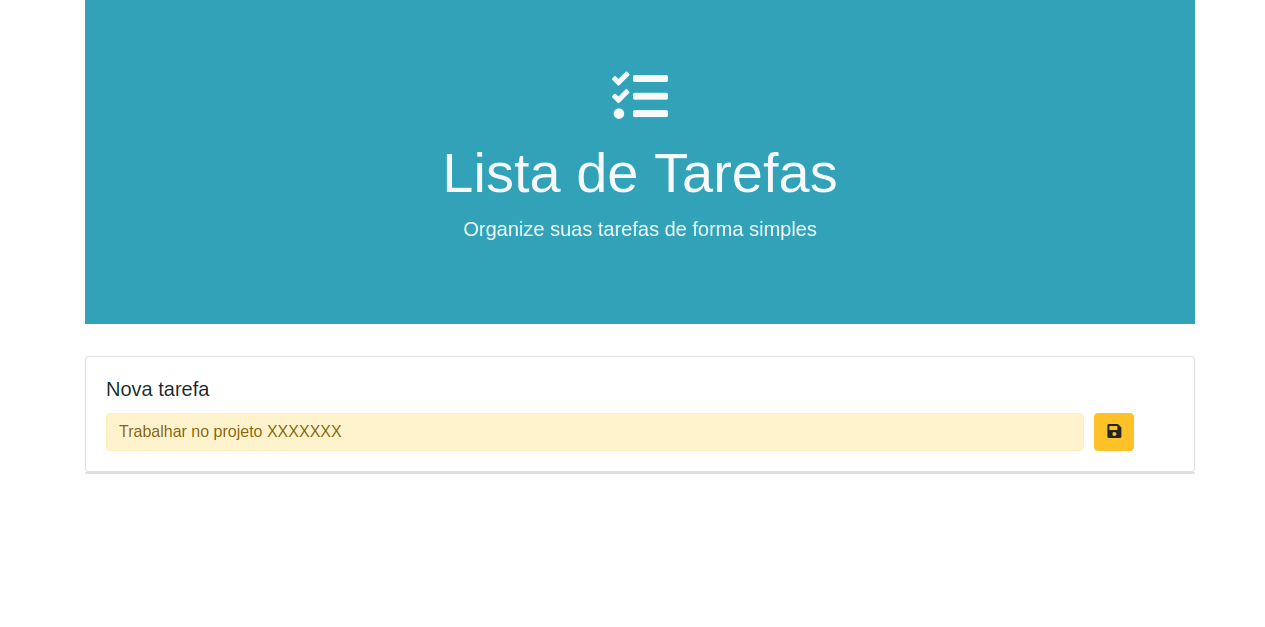 Lista de Tarefas
Organize suas tarefas de forma simples
Nova tarefa
Trabalhar no projeto XXXXXXX